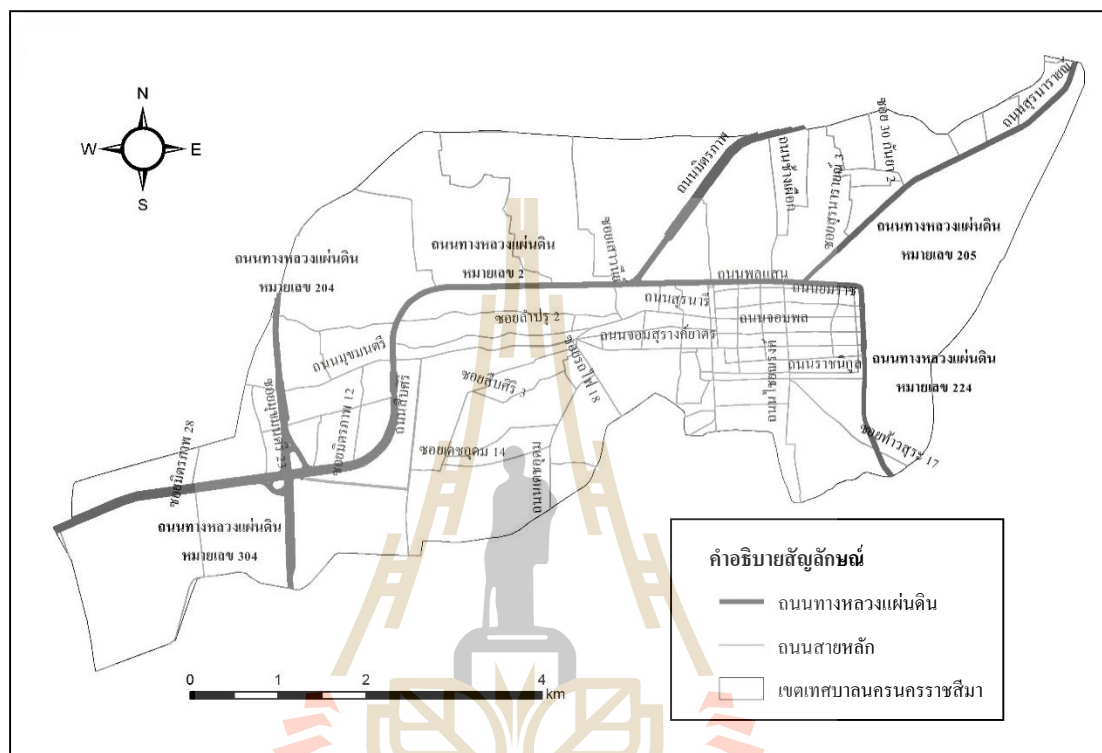 N
W E
S
ถนนสุรนารายณ์
ถนนมิตรภาพ
ถนนช้างเผือก
ซอยสุรนารายณ์ 3
ซอย 30 กันยา 2
ถนนทางหลวงแผ่นดิน
หมายเลข 205
ถนนทางหลวงแผ่นดิน
หมายเลข 2
ถนนทางหลวงแผ่นดิน
หมายเลข 204
ถนนพลแสน
ถนนยมราช
ถนนสุรนารี
ซอยลำปรุ 2
ถนนจอมพล
ถนนจอมสุรางค์ยาตร
ถนนมุขมนตรี
ถนนราชนิกูล
ถนนทางหลวงแผ่นดิน
หมายเลข 224
ซอยรถไฟ 18
ซอยสืบศิริ 3
ถนนสืบศิริ
ซอยมิตรภาพ 12
ซอยมิตรภาพ 28
ซอยเดชอุดม 14
ถนนเดชอุดม
ซอยท้าวสุระ 17
ถนนทางหลวงแผ่นดิน
หมายเลข 304
คำอธิบายสัญลักษณ์
ถนนทางหลวงแผ่นดิน
ถนนสายหลัก
เขตเทศบาลนครนครราชสีมา
0 1 2 4
km